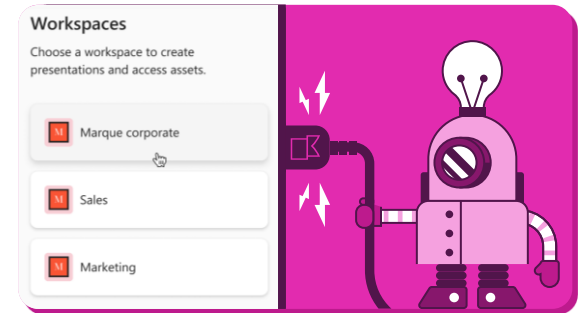 Workspaces
Choose a workspace to create
presentations and access assets.
M Marque corporate
M Sales
M Marketing